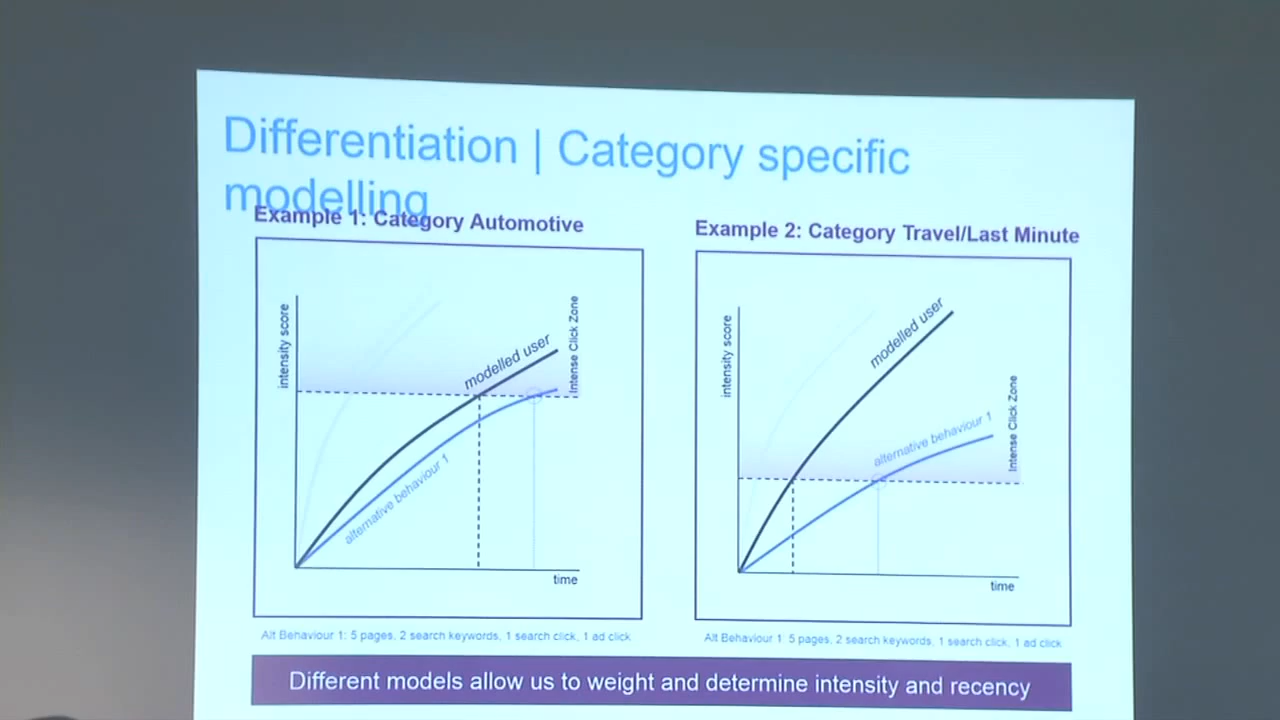 Differentiation | Category specific
modelling
Example 1: Category Automotive
intensity score
modelled user
alternative behaviour 1
Intense Click Zone
time
Alt Behaviour 1: 5 pages, 2 search keywords, 1 search click, 1 ad click
Example 2: Category Travel/Last Minute
intensity score
modelled user
alternative behaviour 1
Intense Click Zone
time
Alt Behaviour 1 5 pages, 2 search keywords, 1 search click, 1 ad click
Different models allow us to weight and determine intensity and recency